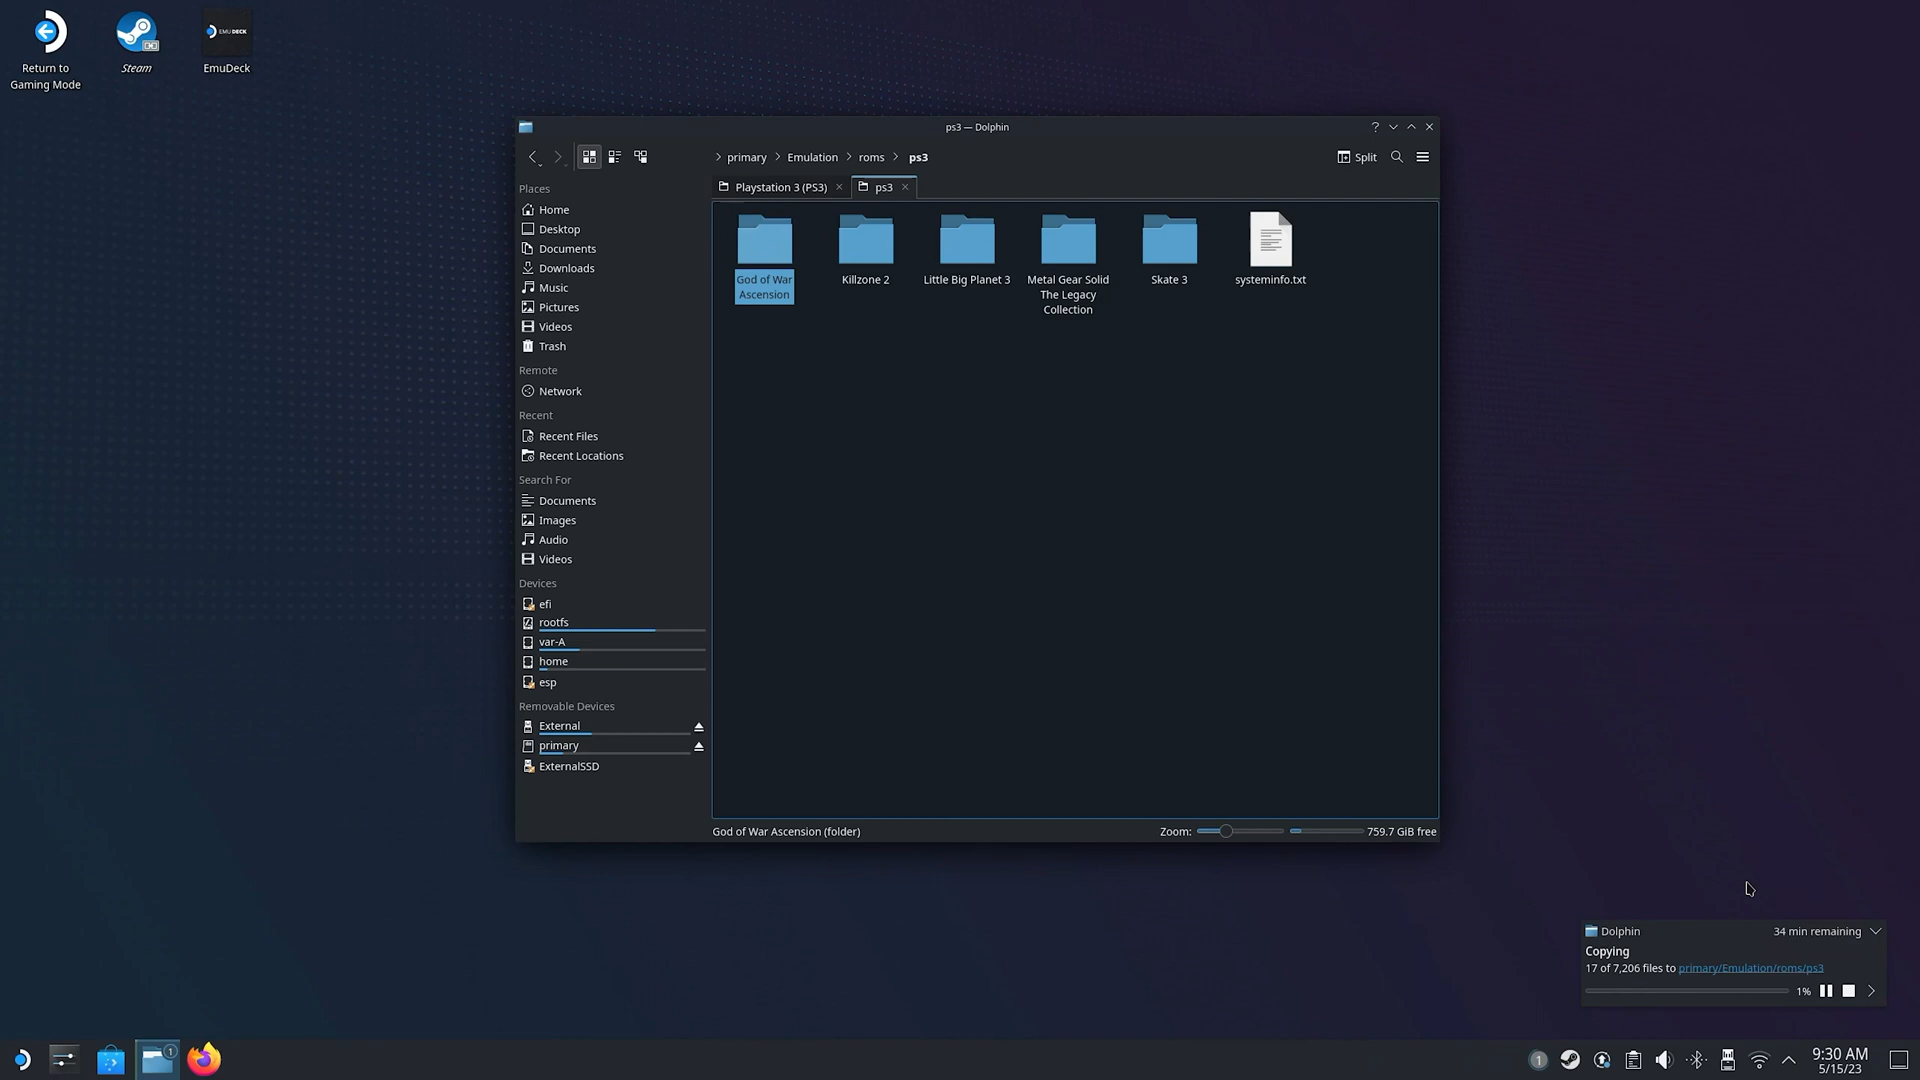 Return to
Gaming Mode
Steam
EMUDECK
EmuDeck
ps3 — Dolphin
primary
Emulation
roms
ps3
Split
Playstation 3 (PS3)
ps3
Places
Home
Desktop
Documents
Downloads
Music
Pictures
Videos
Trash
Remote
Network
Recent
Recent Files
Recent Locations
Search For
Documents
Images
Audio
Videos
Devices
efi
rootfs
var-A
home
esp
Removable Devices
External
primary
ExternalSSD
God of War
Ascension
Killzone 2
Little Big Planet 3
Metal Gear Solid
The Legacy
Collection
Skate 3
systeminfo.txt
God of War Ascension (folder)
Zoom:
759.7 GiB free
Dolphin
34 min remaining
Copying
17 of 7,206 files to primary/Emulation/roms/ps3
1%
1
1
9:30 AM
5/15/23